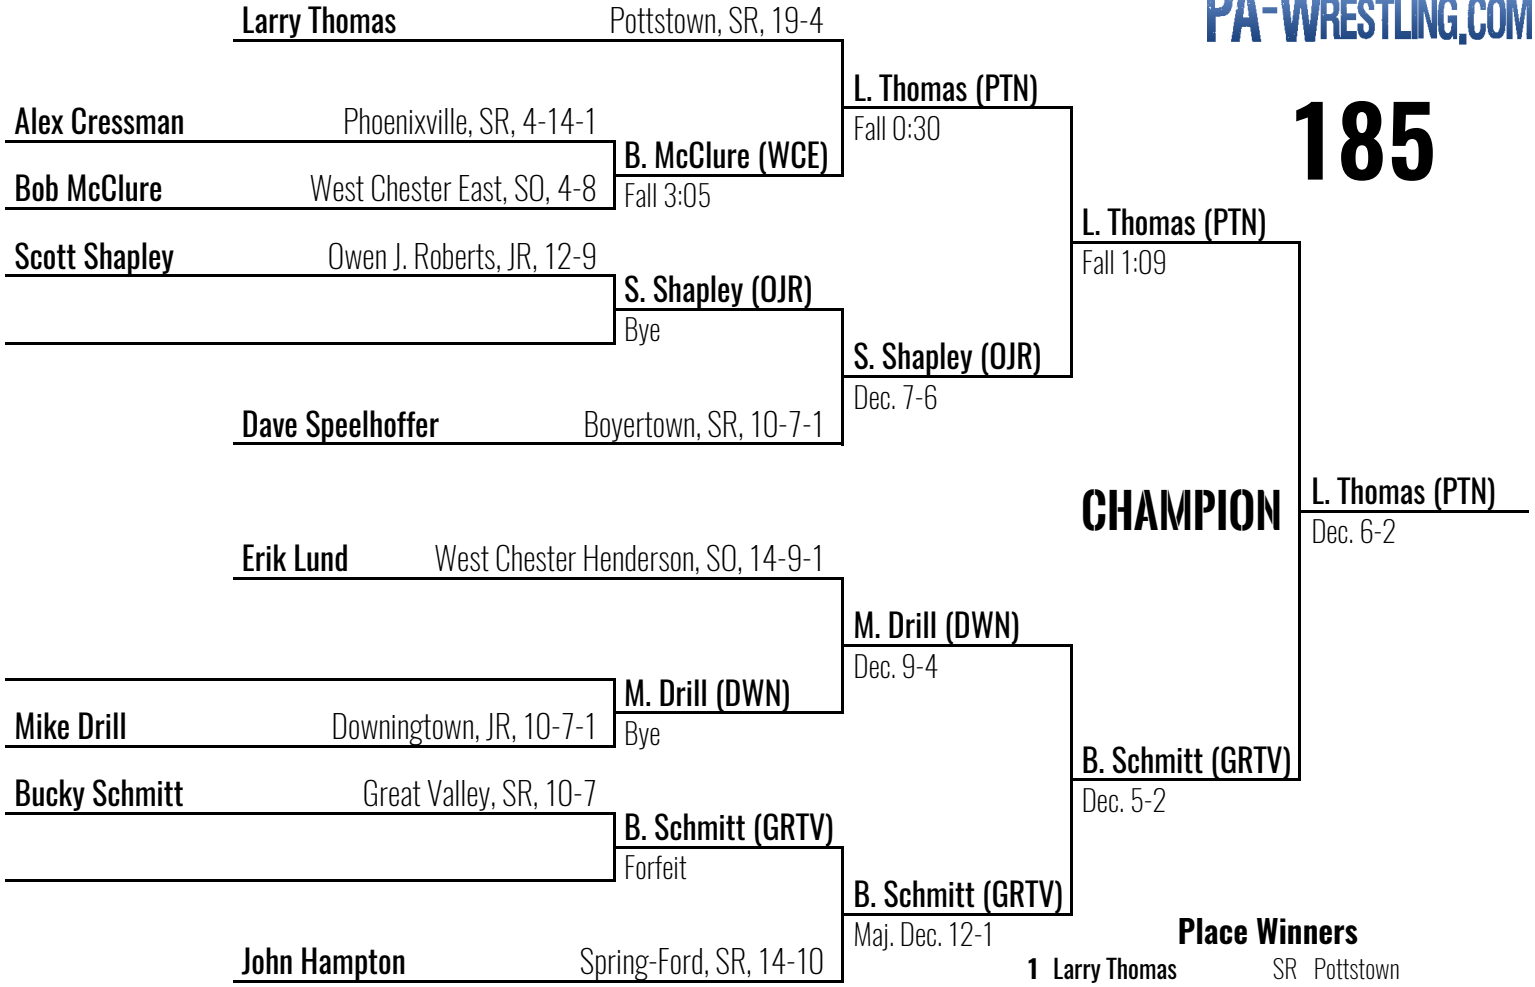 PA-WRESTLING.COM
185
Larry Thomas Pottstown, SR, 19-4
L. Thomas (PTN)
Fall 0:30
Alex Cressman Phoenixville, SR, 4-14-1
B. McClure (WCE)
Fall 3:05
Bob McClure West Chester East, SO, 4-8
L. Thomas (PTN)
Fall 1:09
Scott Shapley Owen J. Roberts, JR, 12-9
S. Shapley (OJR)
Bye
S. Shapley (OJR)
Dec. 7-6
Dave Speelhoffer Boyertown, SR, 10-7-1
CHAMPION
L. Thomas (PTN)
Dec. 6-2
Erik Lund West Chester Henderson, SO, 14-9-1
M. Drill (DWN)
Dec. 9-4
M. Drill (DWN)
Bye
Mike Drill Downingtown, JR, 10-7-1
B. Schmitt (GRTV)
Dec. 5-2
Bucky Schmitt Great Valley, SR, 10-7
B. Schmitt (GRTV)
Forfeit
B. Schmitt (GRTV)
Maj. Dec. 12-1
John Hampton Spring-Ford, SR, 14-10
Place Winners
1 Larry Thomas SR Pottstown